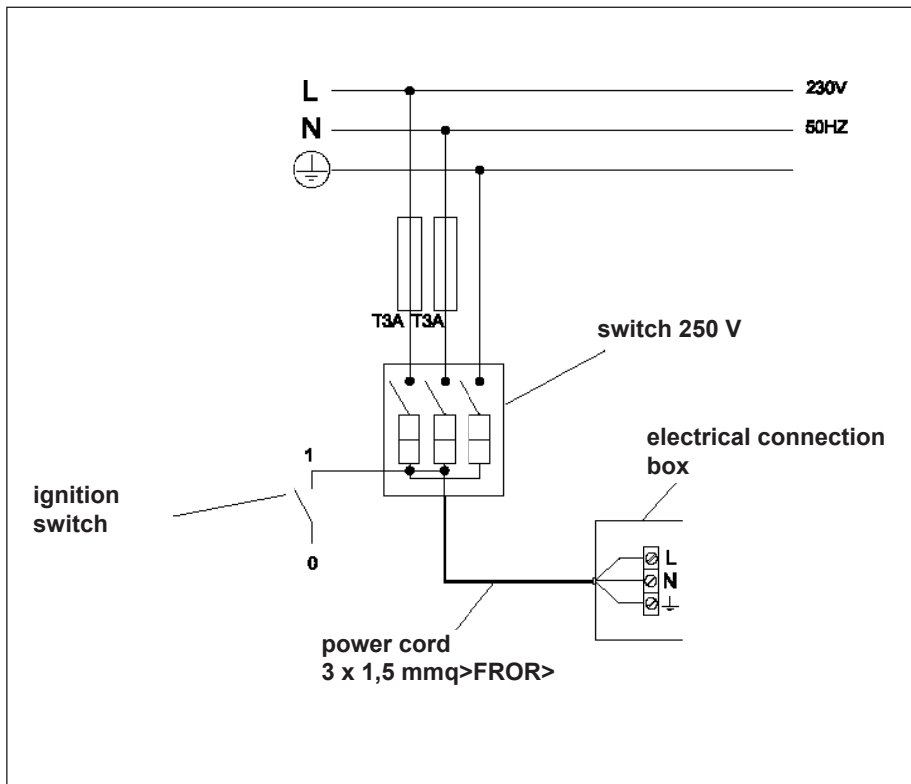 L
230V
N
50HZ
T3A T3A
switch 250 V
electrical connection
box
1
ignition
switch
0
L
N
power cord
3 x 1,5 mmq>FROR>